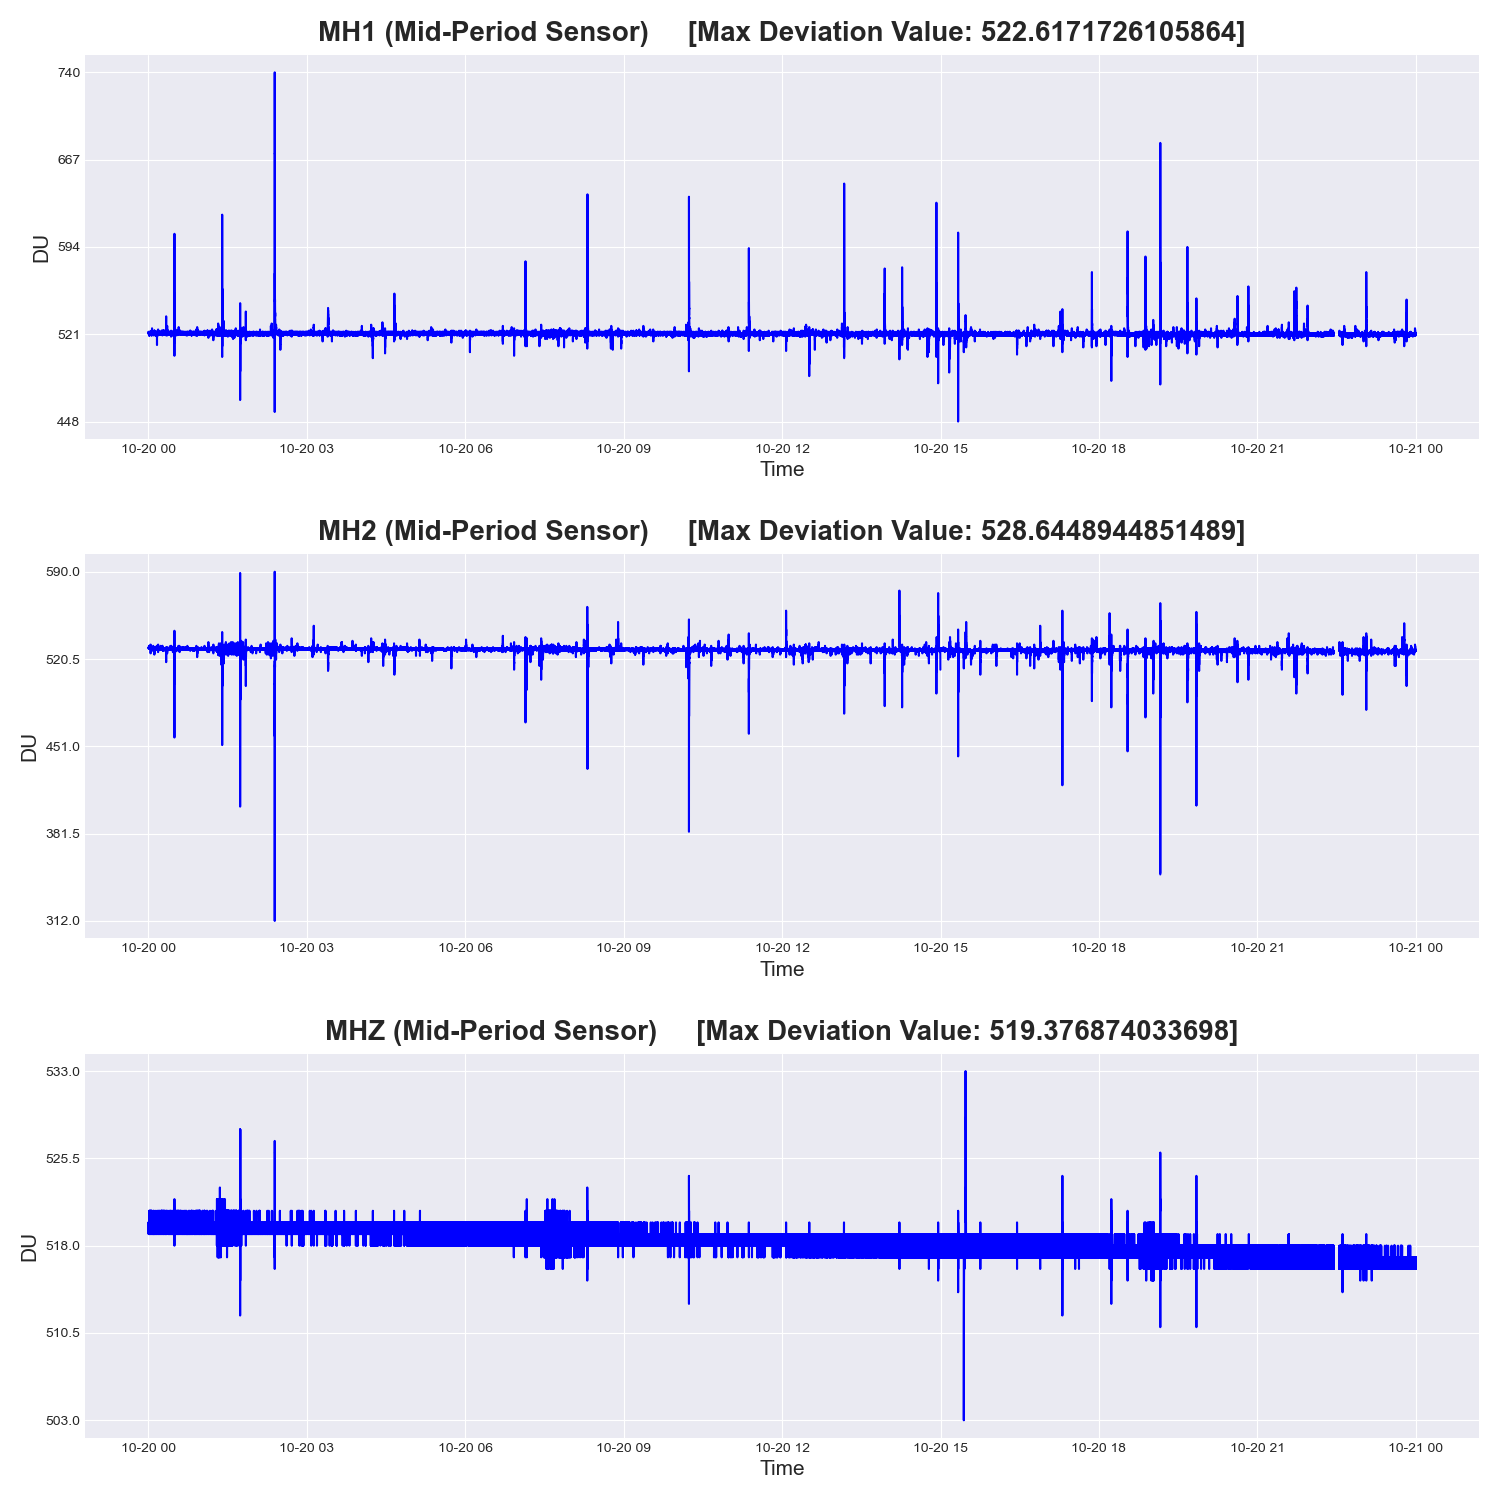 MH1 (Mid-Period Sensor) [Max Deviation Value: 522.6171726105864]
740
667
594
521
448
DU
10-20 00 10-20 03 10-20 06 10-20 09 10-20 12 10-20 15 10-20 18 10-20 21 10-21 00
Time
MH2 (Mid-Period Sensor) [Max Deviation Value: 528.6448944851489]
590.0
520.5
451.0
381.5
312.0
DU
10-20 00 10-20 03 10-20 06 10-20 09 10-20 12 10-20 15 10-20 18 10-20 21 10-21 00
Time
MHZ (Mid-Period Sensor) [Max Deviation Value: 519.376874033698]
533.0
525.5
518.0
510.5
503.0
DU
10-20 00 10-20 03 10-20 06 10-20 09 10-20 12 10-20 15 10-20 18 10-20 21 10-21 00
Time